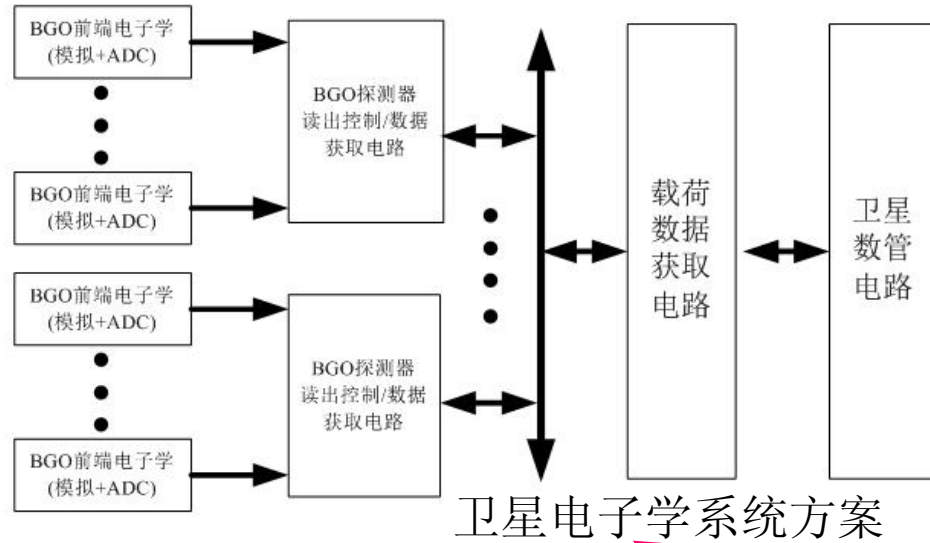 BGO前端电子学
(模拟+ADC)
BGO前端电子学
(模拟+ADC)
BGO探测器
读出控制/数据
获取电路
BGO前端电子学
(模拟+ADC)
BGO前端电子学
(模拟+ADC)
BGO探测器
读出控制/数据
获取电路
载荷
数据
获取
电路
卫星
数管
电路
卫星电子学系统方案